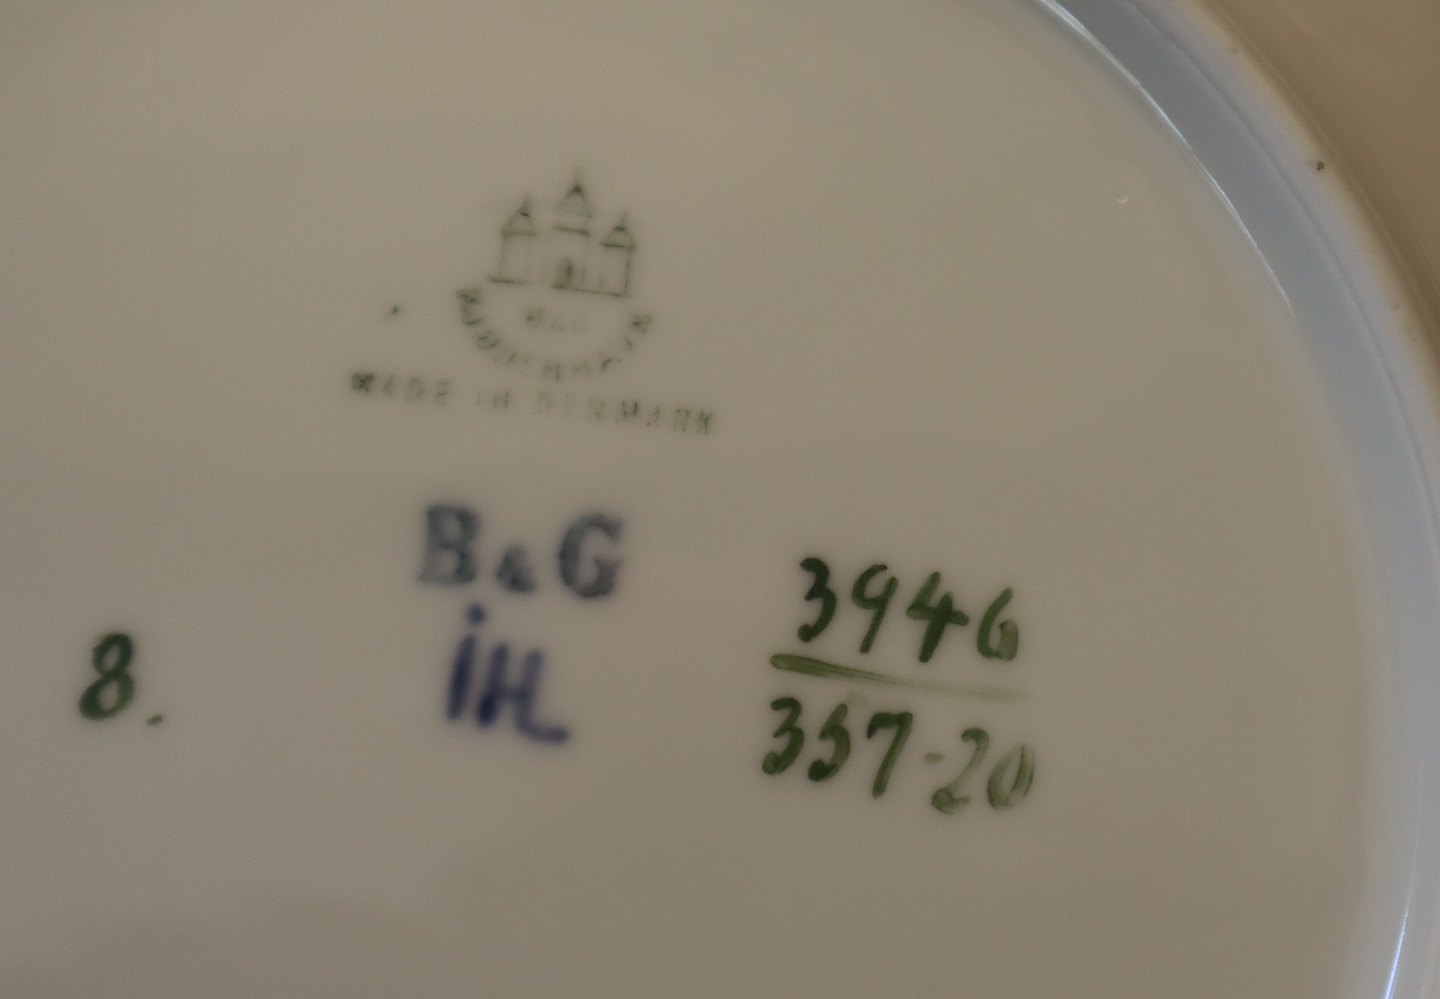 B&G
KJØBENHAVN
MADE IN DENMARK
B&G
iH
3946
8.
357-20